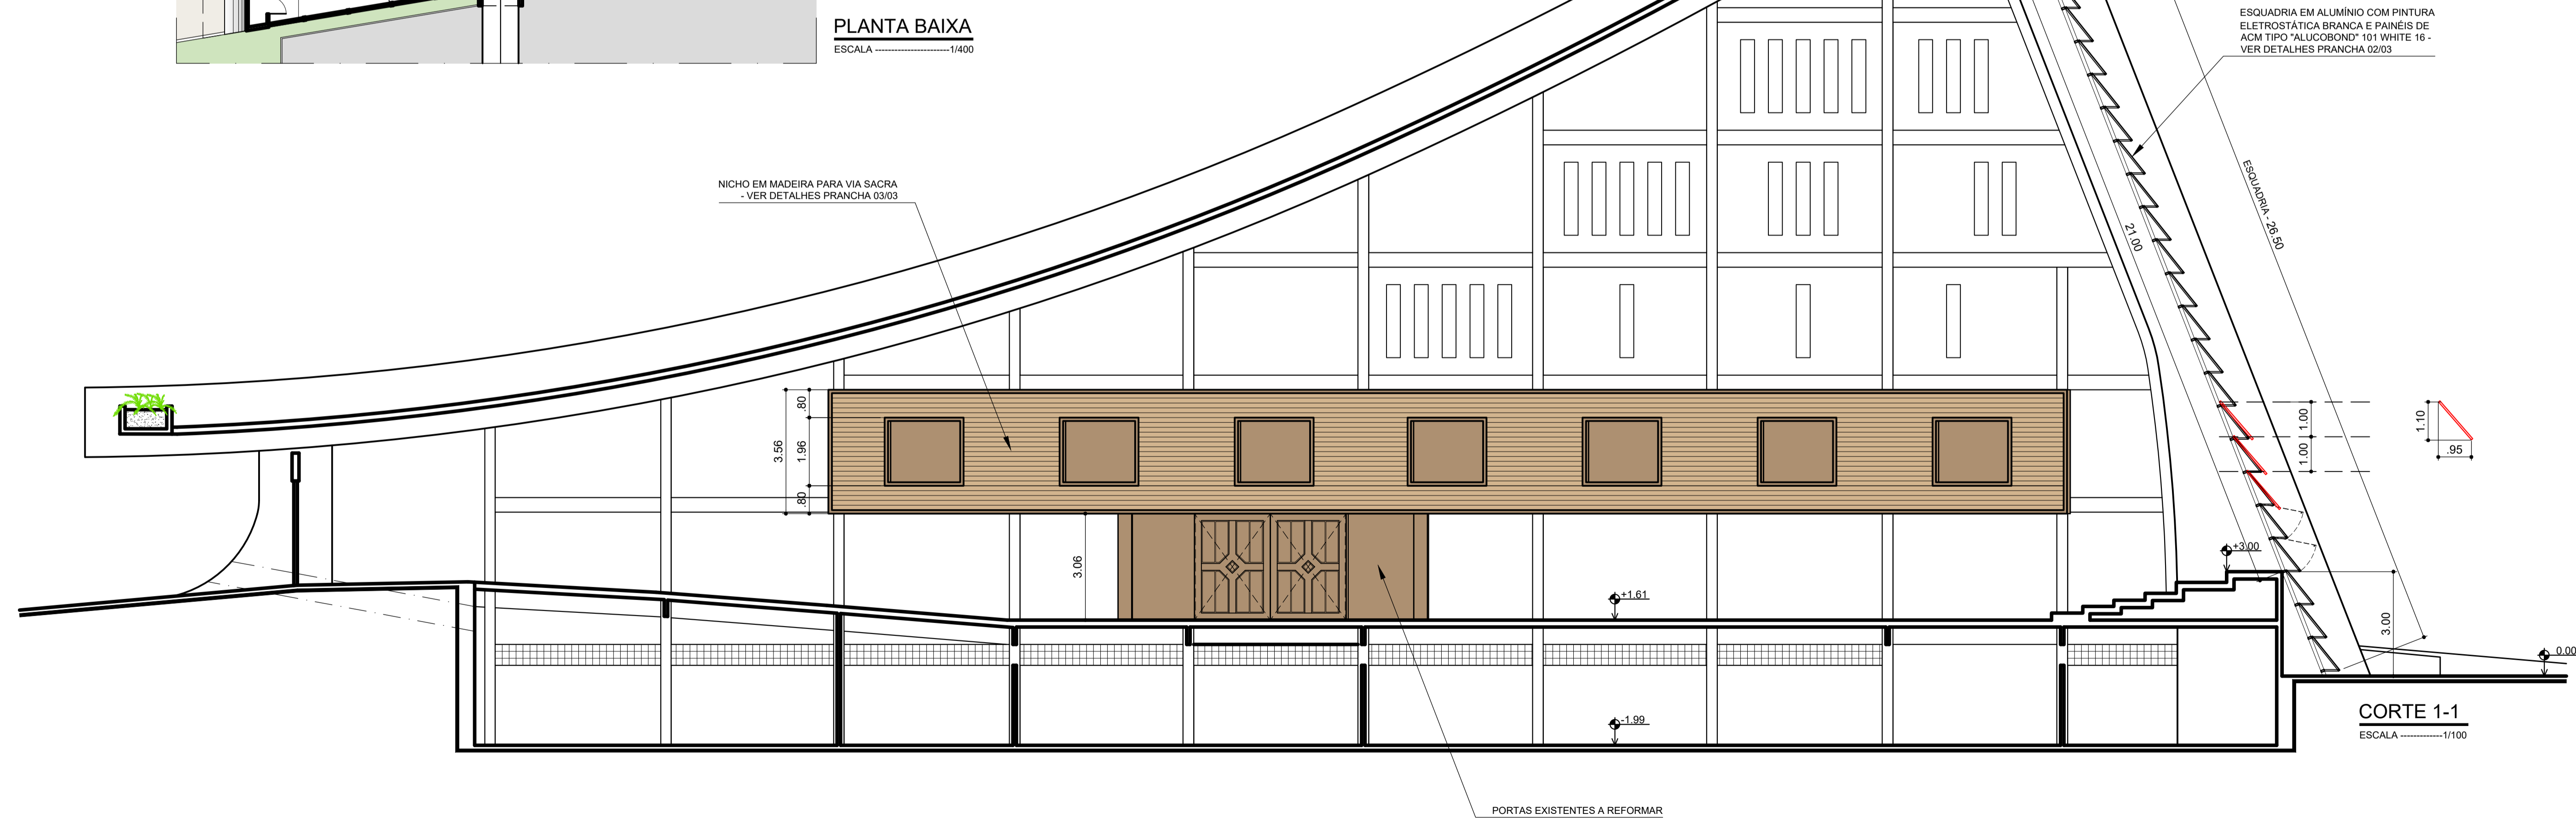 PLANTA BAIXA
ESCALA -----------------------1/400
ESQUADRIA EM ALUMÍNIO COM PINTURA
ELETROSTÁTICA BRANCA E PAINÉIS DE
ACM TIPO "ALUCOBOND" 101 WHITE 16 -
VER DETALHES PRANCHA 02/03
NICHO EM MADEIRA PARA VIA SACRA
- VER DETALHES PRANCHA 03/03
ESQUADRIA - 26.50
21.00
.80
3.56
1.96
.80
1.00
1.00
1.10
.95
3.06
+3.00
+1.61
3.00
0.00
-1.99
CORTE 1-1
ESCALA -------------1/100
PORTAS EXISTENTES A REFORMAR